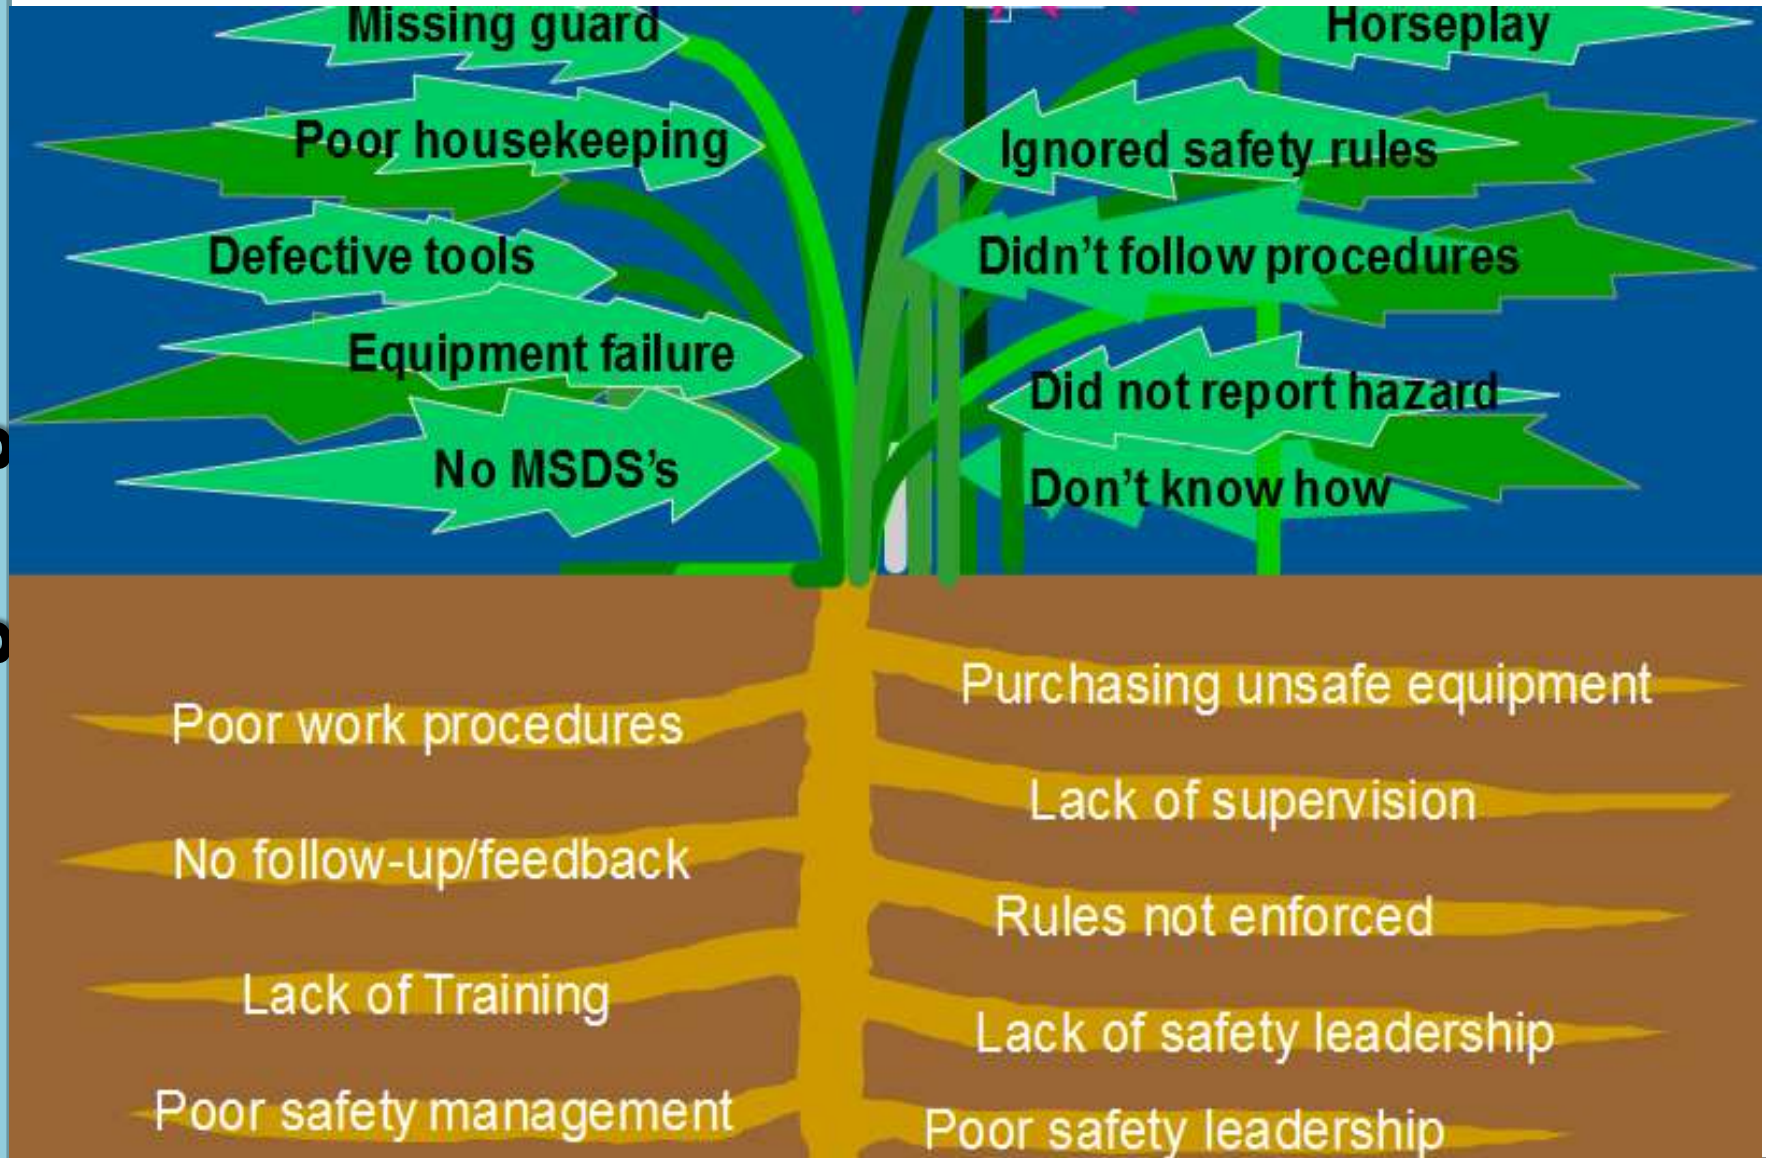 Missing guard
Horseplay
Poor housekeeping
Ignored safety rules
Defective tools
Didn't follow procedures
Equipment failure
Did not report hazard
No MSDS's
Don't know how
Purchasing unsafe equipment
Poor work procedures
Lack of supervision
No follow-up/feedback
Rules not enforced
Lack of Training
Lack of safety leadership
Poor safety management
Poor safety leadership